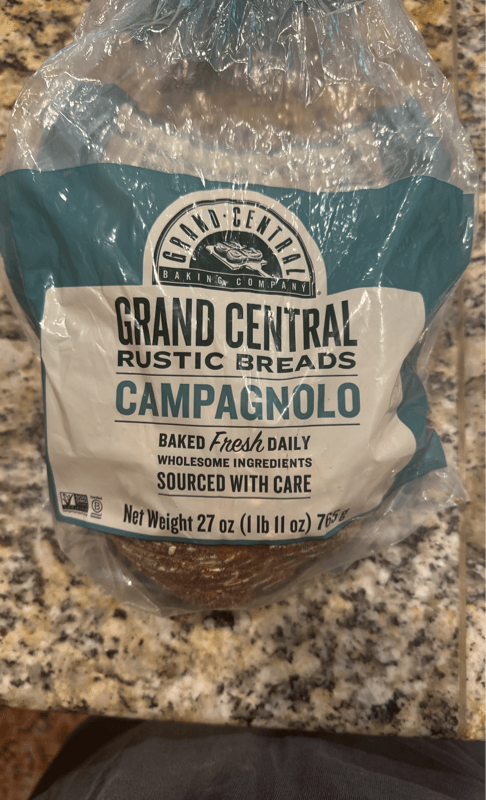 GRAND·CENTRAL
BAKING COMPANY
GRAND CENTRAL
RUSTIC BREADS
CAMPAGNOLO
BAKED Fresh DAILY
WHOLESOME INGREDIENTS
SOURCED WITH CARE
Net Weight 27 oz (1 lb 11 oz) 765 g